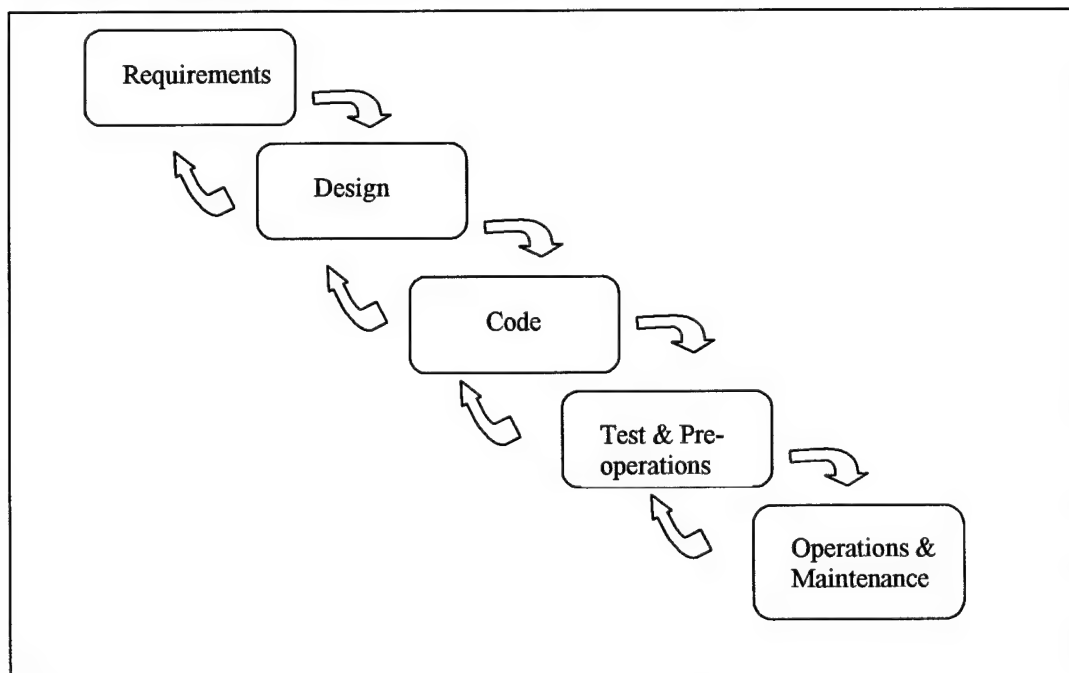 Requirements
Design
Code
Test & Pre-
operations
Operations &
Maintenance